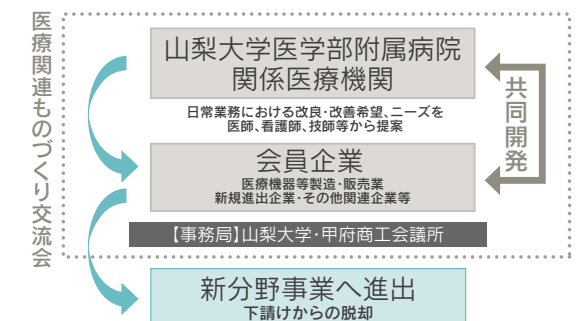 医療関連ものづくり交流会
山梨大学医学部附属病院
関係医療機関
日常業務における改良・改善希望、ニーズを
医師、看護師、技師等から提案
共同開発
会員企業
医療機器等製造・販売業
新規進出企業・その他関連企業等
【事務局】山梨大学・甲府商工会議所
新分野事業へ進出
下請けからの脱却